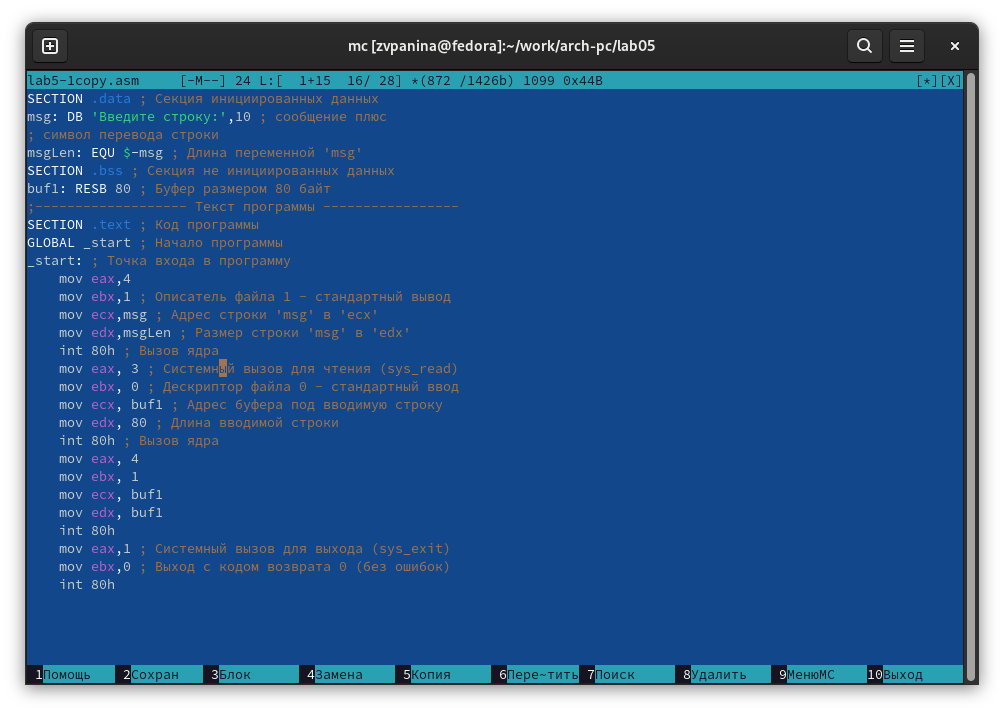 mc [zvpanina@fedora]:~/work/arch-pc/lab05
lab5-1copy.asm [-M--] 24 L:[ 1+15 16/ 28] *(872 /1426b) 1099 0x44B [*][X]
SECTION .data ; Секция инициированных данных
msg: DB 'Введите строку:',10 ; сообщение плюс
; символ перевода строки
msgLen: EQU $-msg ; Длина переменной 'msg'
SECTION .bss ; Секция не инициированных данных
buf1: RESB 80 ; Буфер размером 80 байт
;------------------- Текст программы -----------------
SECTION .text ; Код программы
GLOBAL _start ; Начало программы
_start: ; Точка входа в программу
mov eax,4
mov ebx,1 ; Описатель файла 1 - стандартный вывод
mov ecx,msg ; Адрес строки 'msg' в 'ecx'
mov edx,msgLen ; Размер строки 'msg' в 'edx'
int 80h ; Вызов ядра
mov eax, 3 ; Системный вызов для чтения (sys_read)
mov ebx, 0 ; Дескриптор файла 0 - стандартный ввод
mov ecx, buf1 ; Адрес буфера под вводимую строку
mov edx, 80 ; Длина вводимой строки
int 80h ; Вызов ядра
mov eax, 4
mov ebx, 1
mov ecx, buf1
mov edx, buf1
int 80h
mov eax,1 ; Системный вызов для выхода (sys_exit)
mov ebx,0 ; Выход с кодом возврата 0 (без ошибок)
int 80h
1Помощь 2Сохран 3Блок 4Замена 5Копия 6Пере~тить 7Поиск 8Удалить 9МенюМС 10Выход